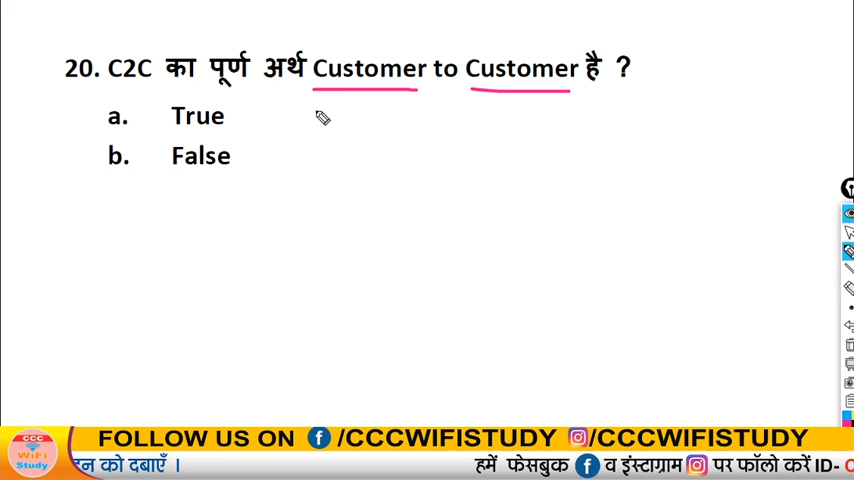 20. C2C का पूर्ण अर्थ Customer to Customer है ?
a. True
b. False
CCC
WiFi
Study
FOLLOW US ON f /CCCWIFISTUDY /CCCWIFISTUDY
को दबाएँ । हमें फेसबुक f व इंस्टाग्राम पर फॉलो करें ID-